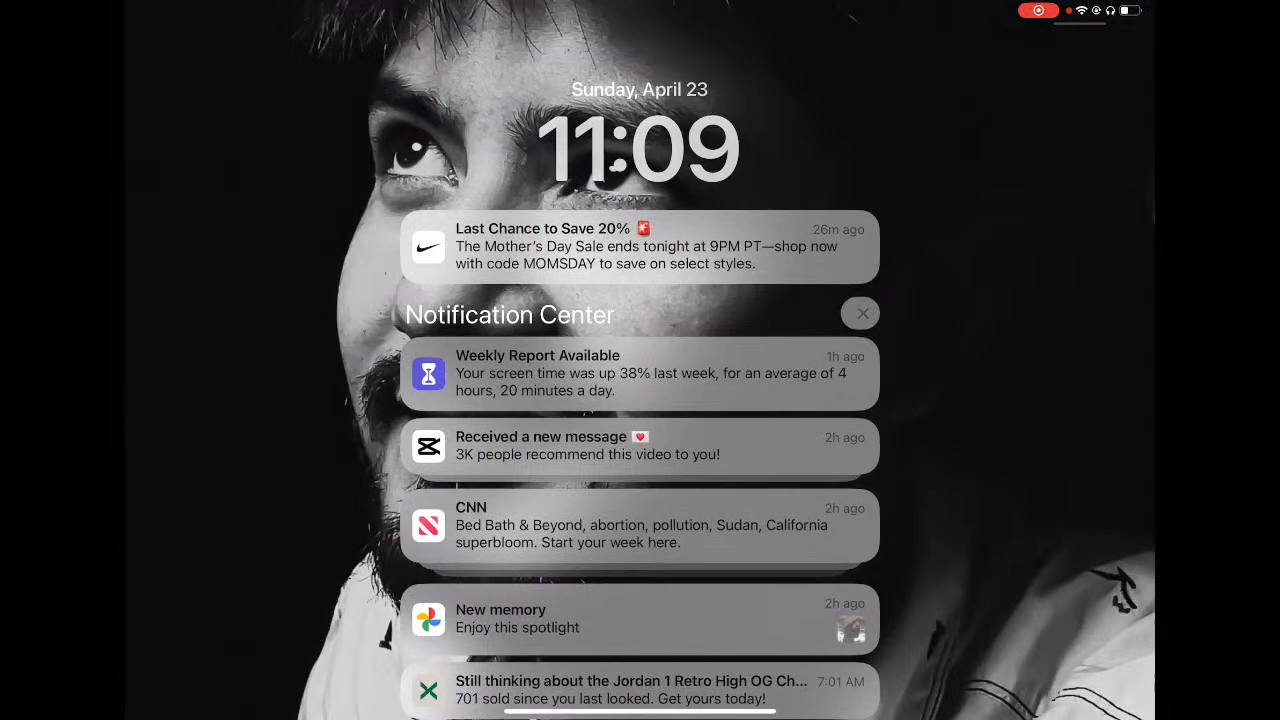 Sunday, April 23
11:09
Last Chance to Save 20% 🚨
26m ago
The Mother's Day Sale ends tonight at 9PM PT—shop now
with code MOMSDAY to save on select styles.
Notification Center
Weekly Report Available
1h ago
Your screen time was up 38% last week, for an average of 4
hours, 20 minutes a day.
Received a new message 💌
2h ago
3K people recommend this video to you!
CNN
2h ago
Bed Bath & Beyond, abortion, pollution, Sudan, California
superbloom. Start your week here.
New memory
2h ago
Enjoy this spotlight
Still thinking about the Jordan 1 Retro High OG Ch...
7:01 AM
701 sold since you last looked. Get yours today!